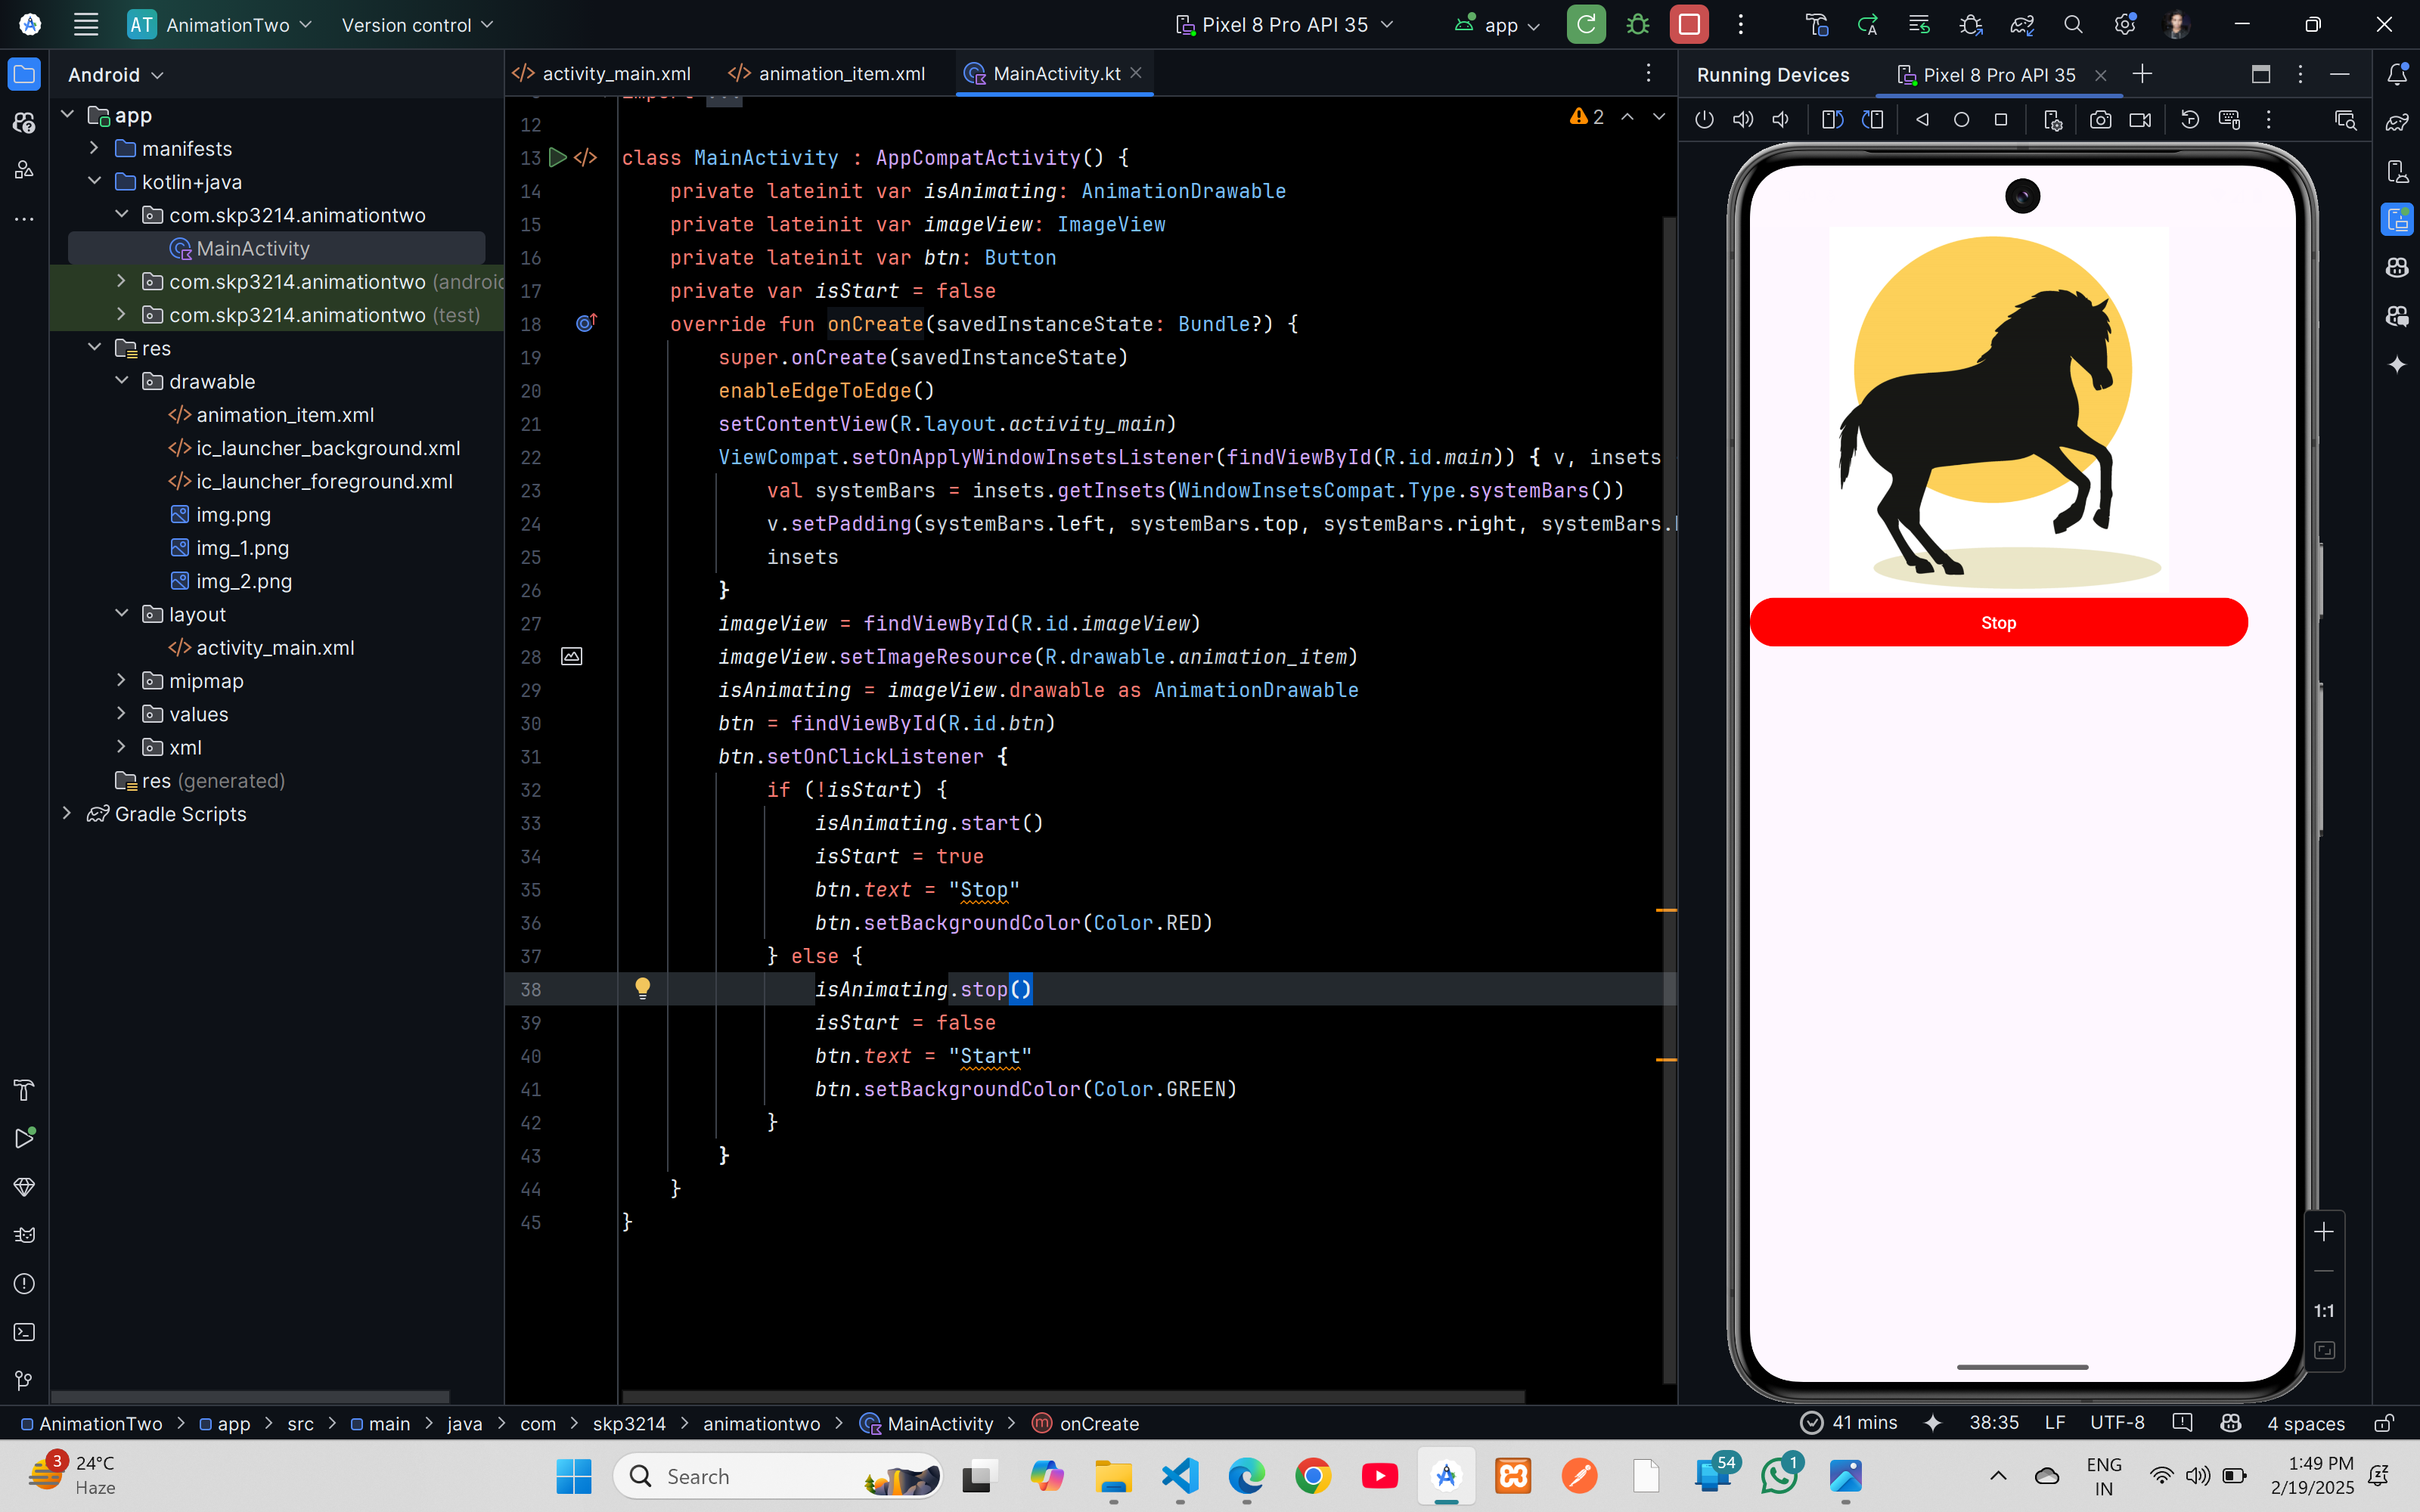 AT AnimationTwo Version control Pixel 8 Pro API 35 app
Android
activity_main.xml animation_item.xml MainActivity.kt
Running Devices Pixel 8 Pro API 35
app
manifests
kotlin+java
com.skp3214.animationtwo
MainActivity
com.skp3214.animationtwo (android
com.skp3214.animationtwo (test)
res
drawable
animation_item.xml
ic_launcher_background.xml
ic_launcher_foreground.xml
img.png
img_1.png
img_2.png
layout
activity_main.xml
mipmap
values
xml
res (generated)
Gradle Scripts
2
import ...
12
13 class MainActivity : AppCompatActivity() {
14 private lateinit var isAnimating: AnimationDrawable
15 private lateinit var imageView: ImageView
16 private lateinit var btn: Button
17 private var isStart = false
18 override fun onCreate(savedInstanceState: Bundle?) {
19 super.onCreate(savedInstanceState)
20 enableEdgeToEdge()
21 setContentView(R.layout.activity_main)
22 ViewCompat.setOnApplyWindowInsetsListener(findViewById(R.id.main)) { v, insets
23 val systemBars = insets.getInsets(WindowInsetsCompat.Type.systemBars())
24 v.setPadding(systemBars.left, systemBars.top, systemBars.right, systemBars.
25 insets
26 }
27 imageView = findViewById(R.id.imageView)
28 imageView.setImageResource(R.drawable.animation_item)
29 isAnimating = imageView.drawable as AnimationDrawable
30 btn = findViewById(R.id.btn)
31 btn.setOnClickListener {
32 if (!isStart) {
33 isAnimating.start()
34 isStart = true
35 btn.text = "Stop"
36 btn.setBackgroundColor(Color.RED)
37 } else {
38 isAnimating.stop()
39 isStart = false
40 btn.text = "Start"
41 btn.setBackgroundColor(Color.GREEN)
42 }
43 }
44 }
45 }
Stop
1:1
AnimationTwo > app > src > main > java > com > skp3214 > animationtwo > MainActivity > onCreate
41 mins 38:35 LF UTF-8 4 spaces
3 24°C
Haze
Search
54
1
ENG
IN
1:49 PM
2/19/2025